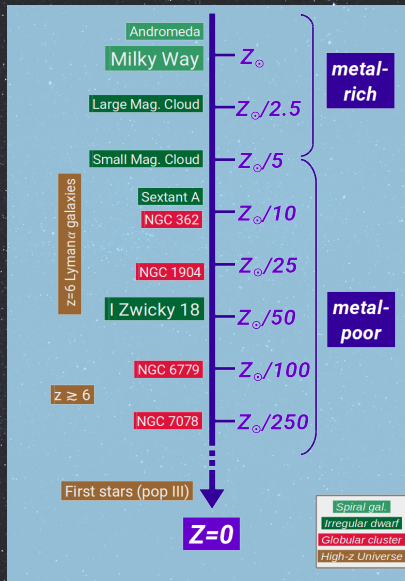 Andromeda
Milky Way
Z☉
metal-
rich
Large Mag. Cloud
Z☉/2.5
Small Mag. Cloud
Z☉/5
z=6 Lymanα galaxies
Sextant A
NGC 362
Z☉/10
NGC 1904
Z☉/25
I Zwicky 18
Z☉/50
metal-
poor
NGC 6779
Z☉/100
z ≳ 6
NGC 7078
Z☉/250
First stars (pop III)
Z=0
Spiral gal.
Irregular dwarf
Globular cluster
High-z Universe